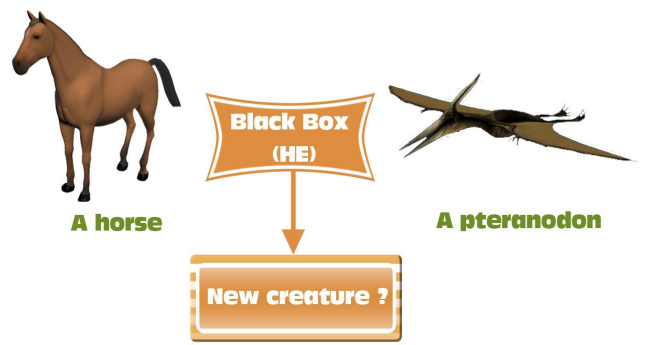 Black Box
(HE)
A horse
A pteranodon
New creature ?